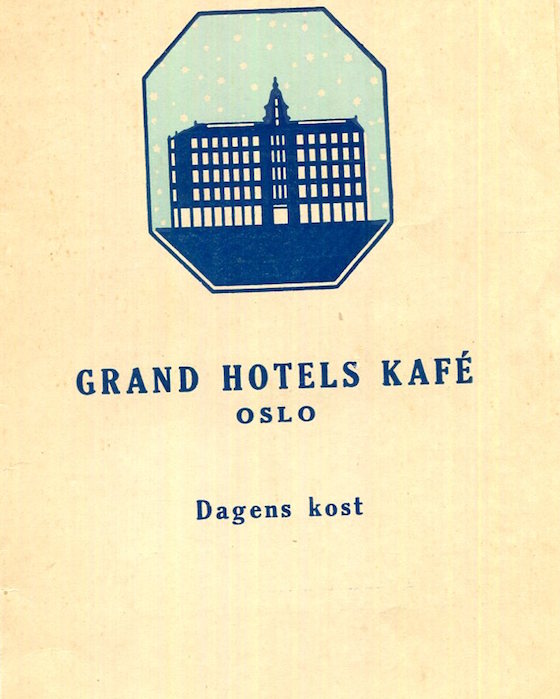 GRAND HOTELS KAFÉ
OSLO
Dagens kost